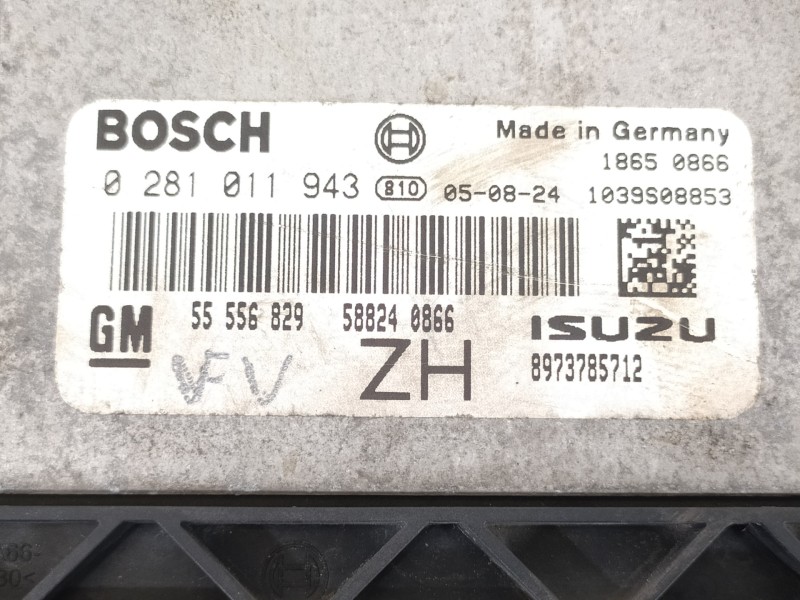 BOSCH Made in Germany
1865 0866
0 281 011 943 810 05-08-24 1039S08853
GM 55 556 829 58824 0866 ISUZU
VFV ZH 8973785712